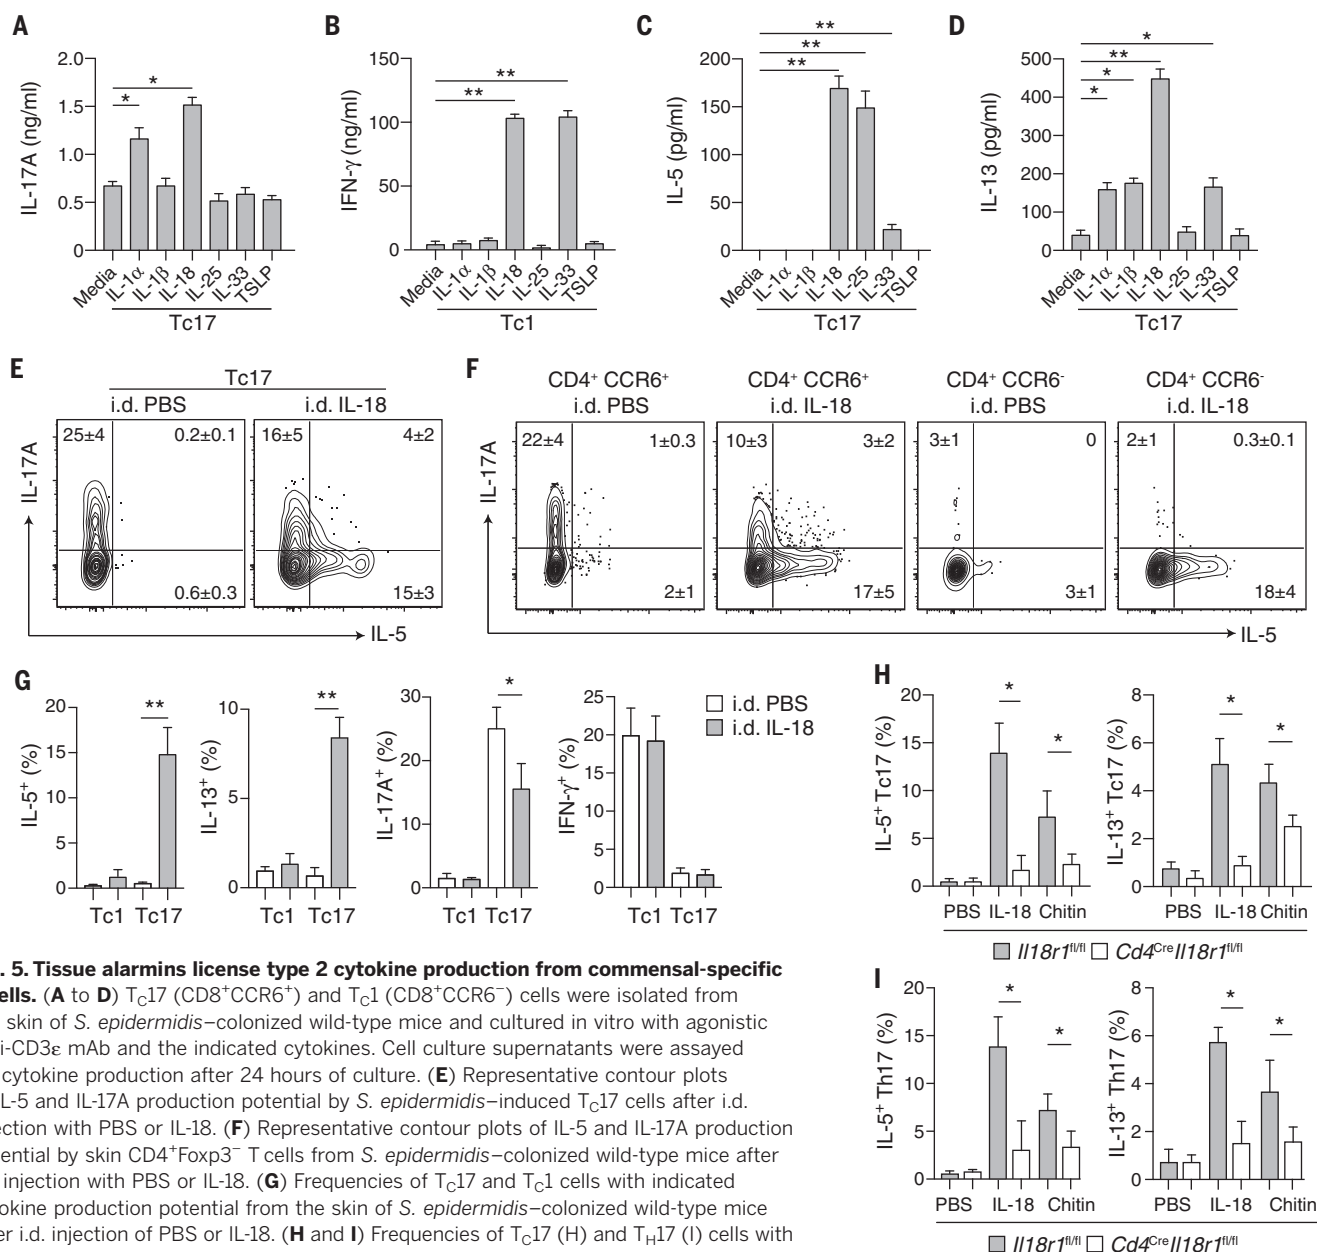 A
B
C
D
IL-17A (ng/ml)
2.0
1.5
1.0
0.5
0
* *
Media IL-1α IL-1β IL-18 IL-25 IL-33 TSLP
Tc17
IFN-γ (ng/ml)
150
100
50
0
** **
Media IL-1α IL-1β IL-18 IL-25 IL-33 TSLP
Tc1
IL-5 (pg/ml)
200
150
100
50
0
** ** **
Media IL-1α IL-1β IL-18 IL-25 IL-33 TSLP
Tc17
IL-13 (pg/ml)
500
400
300
200
100
0
* ** * *
Media IL-1α IL-1β IL-18 IL-25 IL-33 TSLP
Tc17
E
Tc17
i.d. PBS i.d. IL-18
25±4 0.2±0.1 16±5 4±2
0.6±0.3 15±3
IL-17A
IL-5
F
CD4+ CCR6+ CD4+ CCR6+ CD4+ CCR6- CD4+ CCR6-
i.d. PBS i.d. IL-18 i.d. PBS i.d. IL-18
22±4 1±0.3 10±3 3±2 3±1 0 2±1 0.3±0.1
2±1 17±5 3±1 18±4
IL-17A
IL-5
G
IL-5+ (%)
20
15
10
5
0
**
Tc1 Tc17
IL-13+ (%)
10
5
0
**
Tc1 Tc17
IL-17A+ (%)
30
20
10
0
*
Tc1 Tc17
IFN-γ+ (%)
25
20
15
10
5
0
Tc1 Tc17
i.d. PBS
i.d. IL-18
H
IL-5+ Tc17 (%)
20
15
10
5
0
* *
PBS IL-18 Chitin
IL-13+ Tc17 (%)
8
6
4
2
0
* *
PBS IL-18 Chitin
Il18r1fl/fl Cd4CreIl18r1fl/fl
I
IL-5+ Th17 (%)
20
15
10
5
0
* *
PBS IL-18 Chitin
IL-13+ Th17 (%)
8
6
4
2
0
* *
PBS IL-18 Chitin
Il18r1fl/fl Cd4CreIl18r1fl/fl
. 5. Tissue alarmins license type 2 cytokine production from commensal-specific
ells. (A to D) TC17 (CD8+CCR6+) and TC1 (CD8+CCR6−) cells were isolated from
skin of S. epidermidis–colonized wild-type mice and cultured in vitro with agonistic
i-CD3ε mAb and the indicated cytokines. Cell culture supernatants were assayed
cytokine production after 24 hours of culture. (E) Representative contour plots
L-5 and IL-17A production potential by S. epidermidis–induced TC17 cells after i.d.
ection with PBS or IL-18. (F) Representative contour plots of IL-5 and IL-17A production
ential by skin CD4+Foxp3− T cells from S. epidermidis–colonized wild-type mice after
injection with PBS or IL-18. (G) Frequencies of TC17 and TC1 cells with indicated
okine production potential from the skin of S. epidermidis–colonized wild-type mice
er i.d. injection of PBS or IL-18. (H and I) Frequencies of TC17 (H) and TH17 (I) cells with